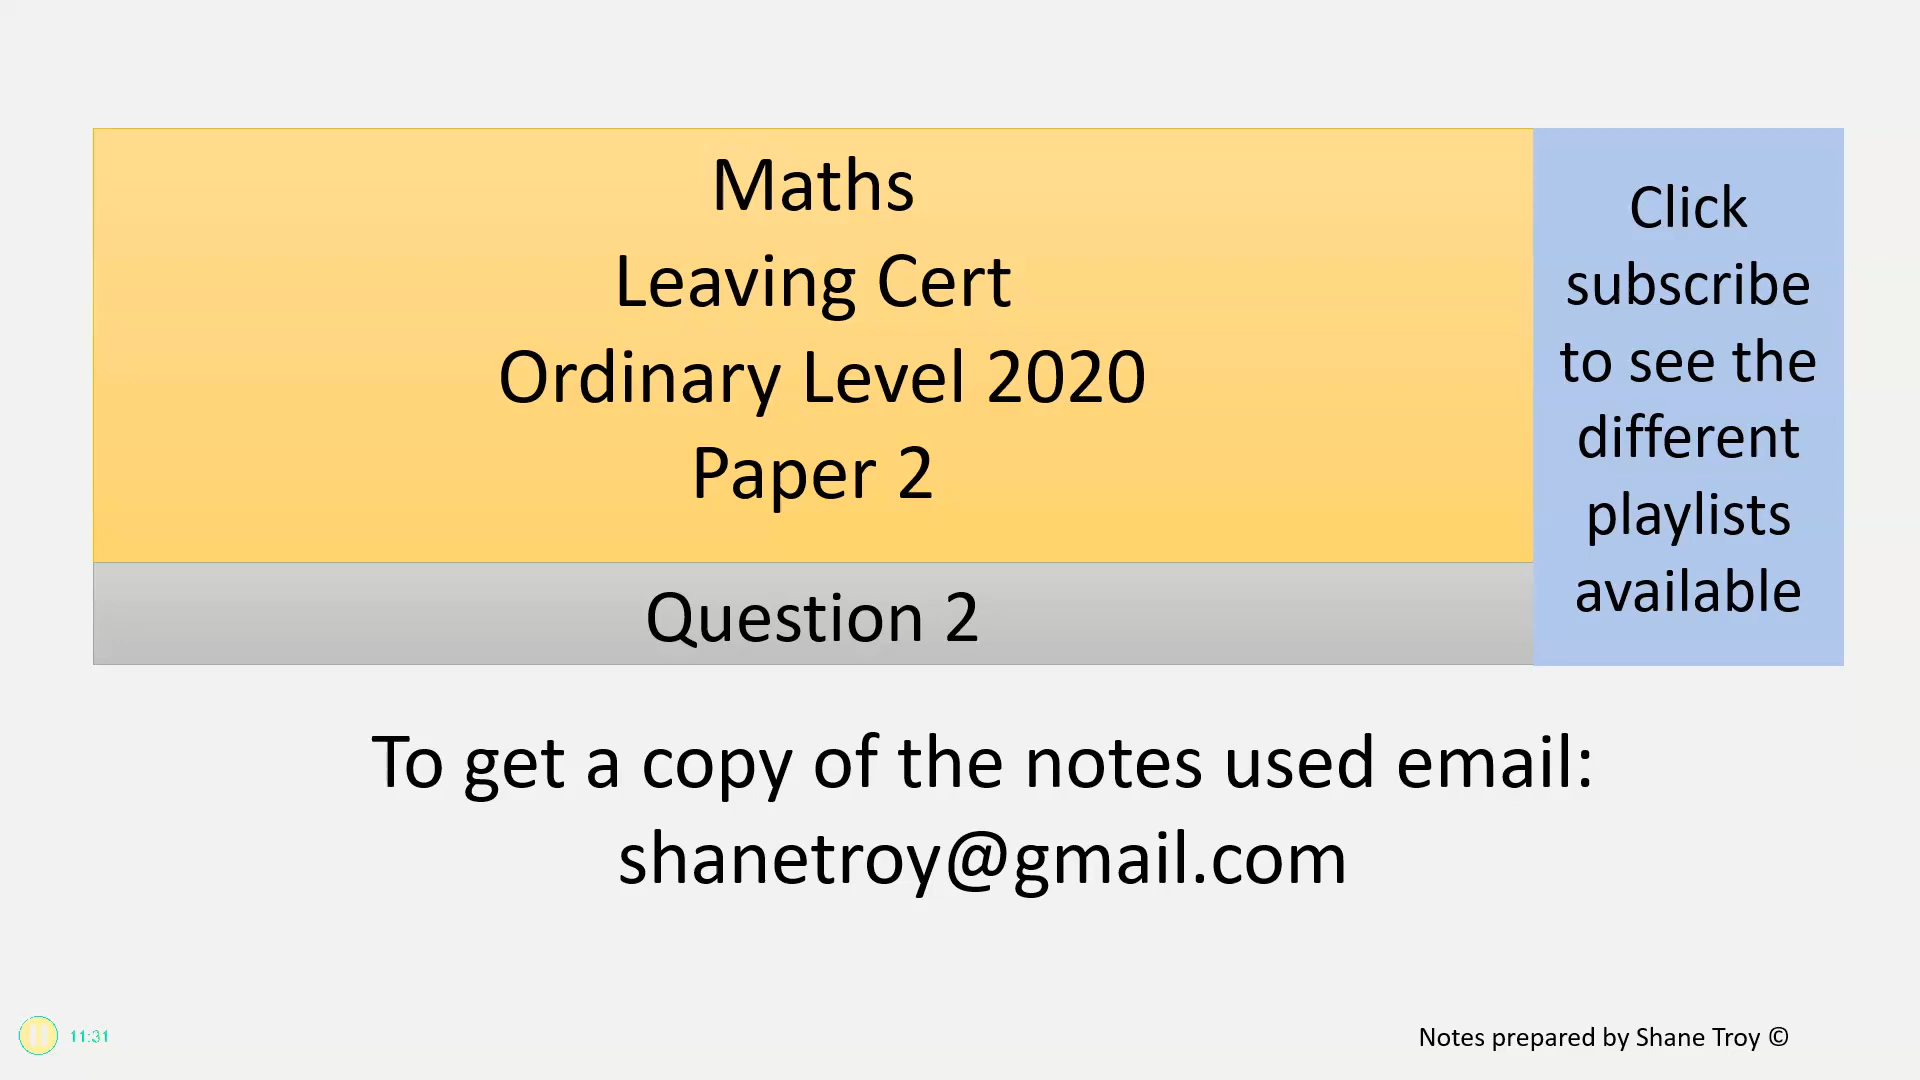 Maths
Leaving Cert
Ordinary Level 2020
Paper 2
Question 2
Click
subscribe
to see the
different
playlists
available
To get a copy of the notes used email:
shanetroy@gmail.com
11:31
Notes prepared by Shane Troy ©